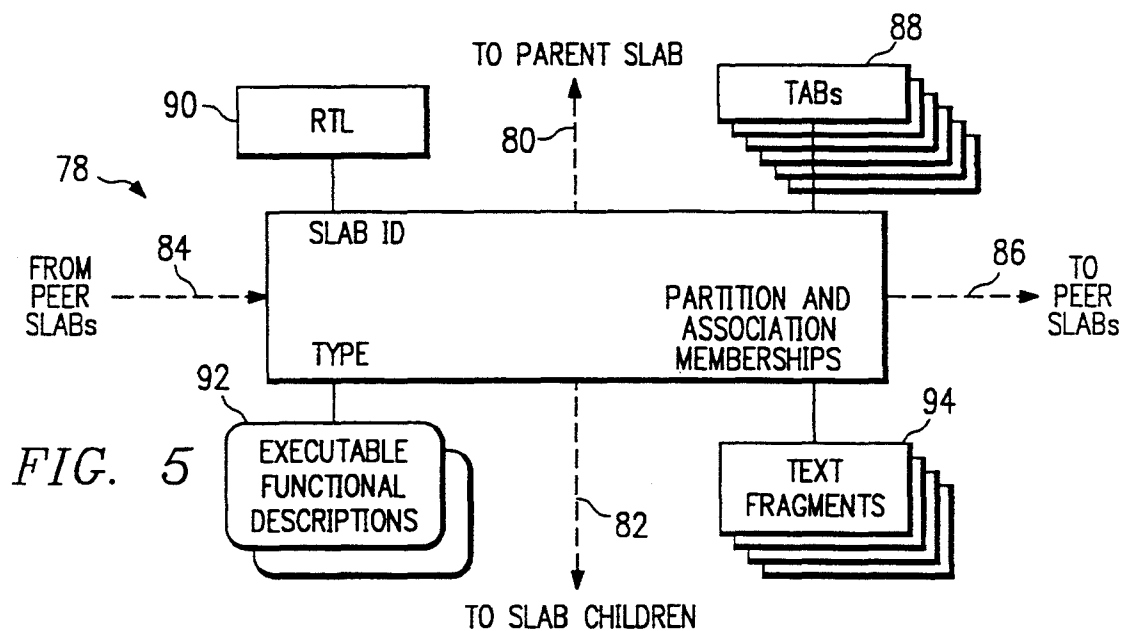 TO PARENT SLAB
88
90
RTL
80
TABs
78
SLAB ID
FROM
PEER
SLABs
84
86
TO
PEER
SLABs
PARTITION AND
ASSOCIATION
MEMBERSHIPS
TYPE
92
94
FIG. 5
EXECUTABLE
FUNCTIONAL
DESCRIPTIONS
TEXT
FRAGMENTS
82
TO SLAB CHILDREN